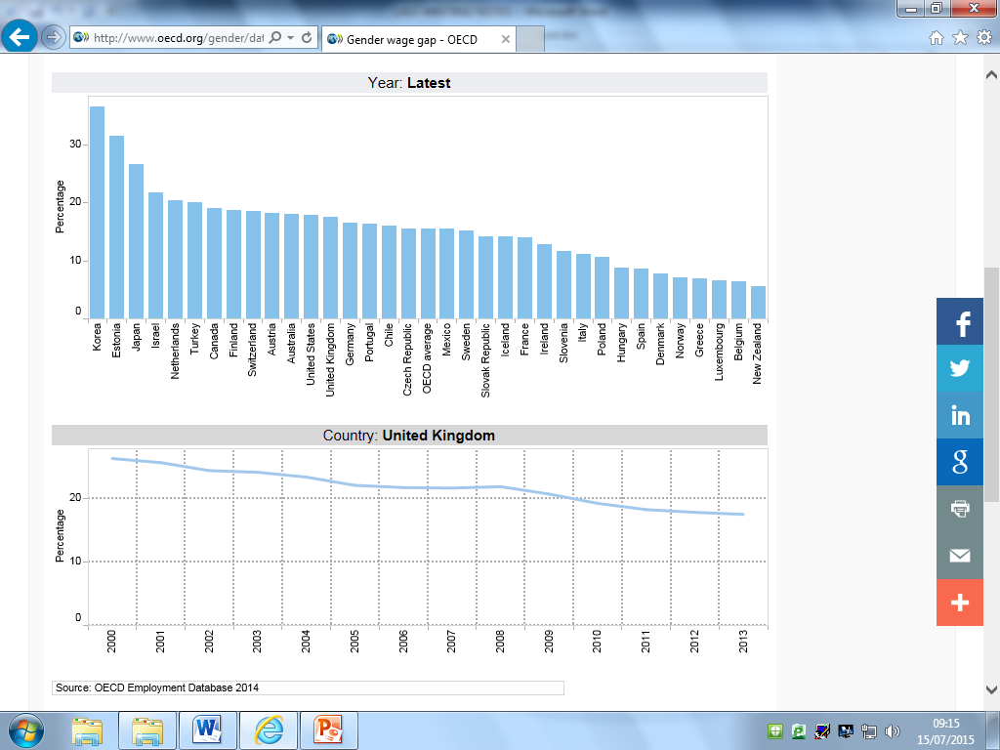 http://www.oecd.org/gender/dat
Gender wage gap - OECD
Year: Latest
Percentage
30
20
10
0
Korea
Estonia
Japan
Israel
Netherlands
Turkey
Canada
Finland
Switzerland
Austria
Australia
United States
United Kingdom
Germany
Portugal
Chile
Czech Republic
OECD average
Mexico
Sweden
Slovak Republic
Iceland
France
Ireland
Slovenia
Italy
Poland
Hungary
Spain
Denmark
Norway
Greece
Luxembourg
Belgium
New Zealand
Country: United Kingdom
Percentage
20
10
0
2000
2001
2002
2003
2004
2005
2006
2007
2008
2009
2010
2011
2012
2013
Source: OECD Employment Database 2014
09:15
15/07/2015